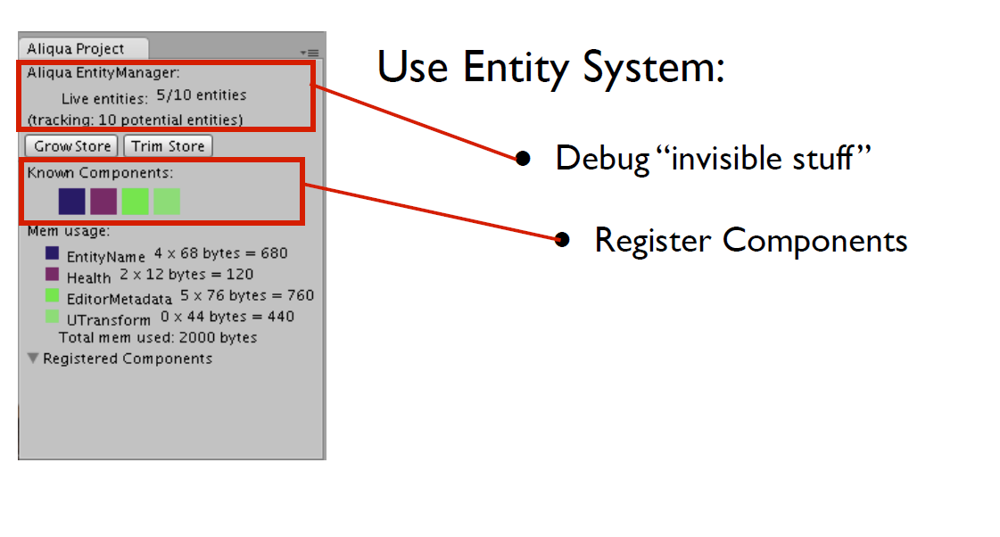 Aliqua Project
Aliqua EntityManager:
Live entities: 5/10 entities
(tracking: 10 potential entities)
Grow Store Trim Store
Known Components:
Mem usage:
EntityName 4 x 68 bytes = 680
Health 2 x 12 bytes = 120
EditorMetadata 5 x 76 bytes = 760
UTransform 0 x 44 bytes = 440
Total mem used: 2000 bytes
Registered Components
Use Entity System:
• Debug “invisible stuff”
• Register Components